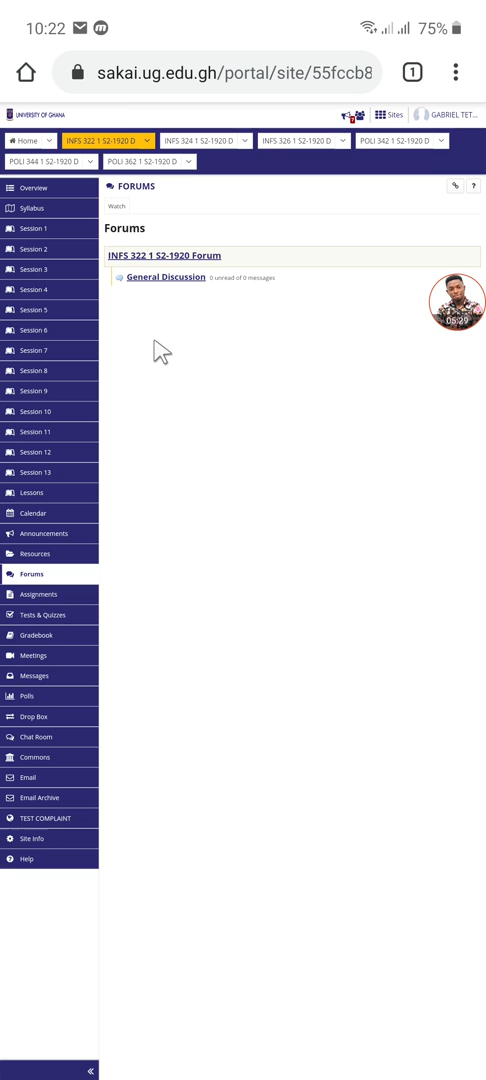 10:22 75%
sakai.ug.edu.gh/portal/site/55fccb8 1
UNIVERSITY OF GHANA Sites GABRIEL TET...
Home INFS 322 1 S2-1920 D INFS 324 1 S2-1920 D INFS 326 1 S2-1920 D POLI 342 1 S2-1920 D
POLI 344 1 S2-1920 D POLI 362 1 S2-1920 D
Overview
Syllabus
Session 1
Session 2
Session 3
Session 4
Session 5
Session 6
Session 7
Session 8
Session 9
Session 10
Session 11
Session 12
Session 13
Lessons
Calendar
Announcements
Resources
Forums
Assignments
Tests & Quizzes
Gradebook
Meetings
Messages
Polls
Drop Box
Chat Room
Commons
Email
Email Archive
TEST COMPLAINT
Site Info
Help
«
FORUMS ?
Watch
Forums
INFS 322 1 S2-1920 Forum
General Discussion 0 unread of 0 messages
05:29